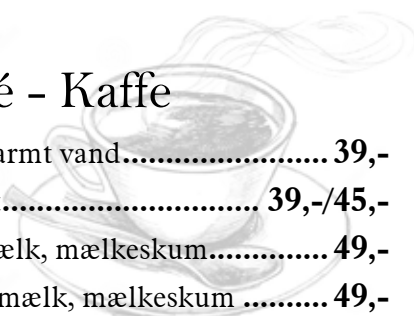 é - Kaffe
armt vand....................... 39,-
....................................... 39,-/45,-
ælk, mælkeskum.............. 49,-
mælk, mælkeskum .......... 49,-